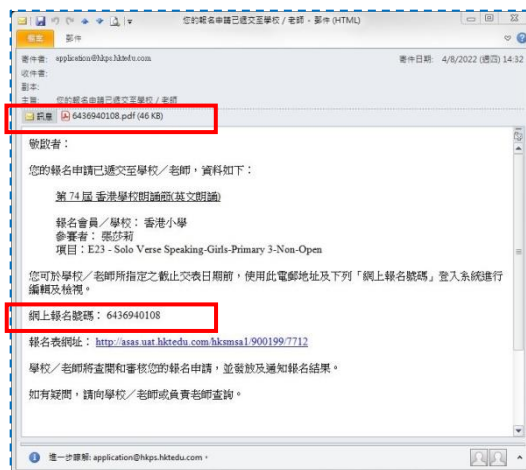 您的報名申請已遞交至學校 / 老師 - 郵件 (HTML)
檔案 郵件
寄件者: application@hkps.hktedu.com 寄件日期: 4/8/2022 (週四) 14:32
收件者:
副本:
主旨: 您的報名申請已遞交至學校 / 老師
訊息 6436940108.pdf (46 KB)
敬啟者：
您的報名申請已遞交至學校／老師，資料如下：
第 74 屆 香港學校朗誦節(英文朗誦)
報名會員／學校： 香港小學
參賽者： 張莎莉
項目：E23 - Solo Verse Speaking-Girls-Primary 3-Non-Open
您可於學校／老師所指定之截止交表日期前，使用此電郵地址及下列「網上報名號碼」登入系統進行
編輯及檢視。
網上報名號碼： 6436940108
報名表網址： http://asas.uat.hktedu.com/hksmsa1/900199/7712
學校／老師將查閱和審核您的報名申請，並發放及通知報名結果。
如有疑問，請向學校／老師或負責老師查詢。
進一步瞭解: application@hkps.hktedu.com。